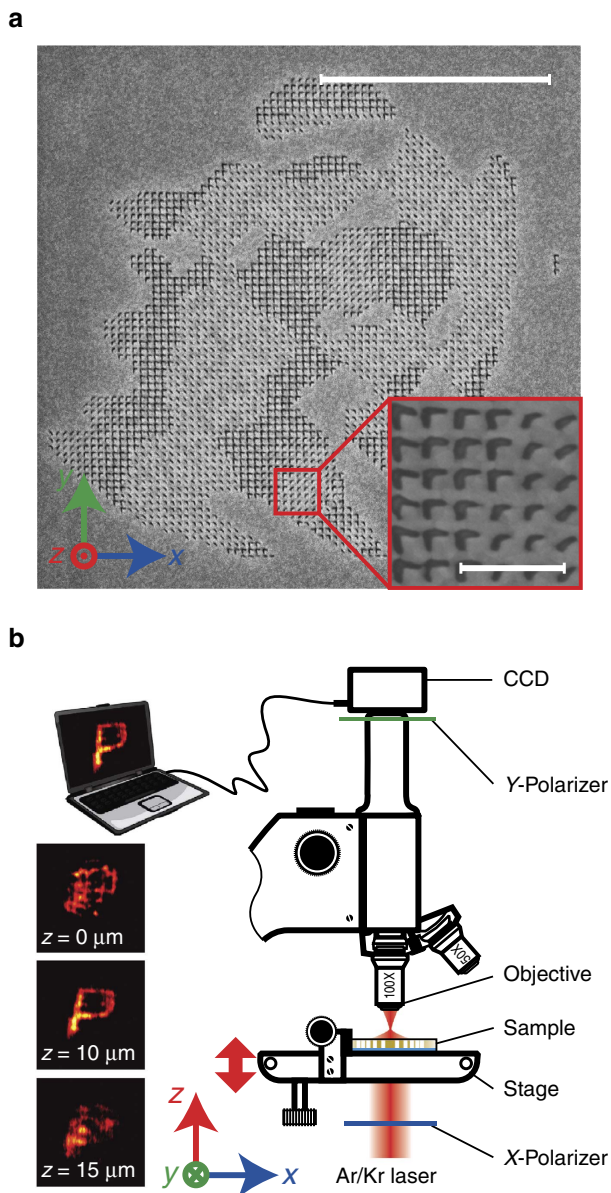 a
y
z
x
b
CCD
Y-Polarizer
P
z = 0 μm
50X
100X
Objective
z = 10 μm
P
Sample
Stage
z = 15 μm
z
y
x
X-Polarizer
Ar/Kr laser